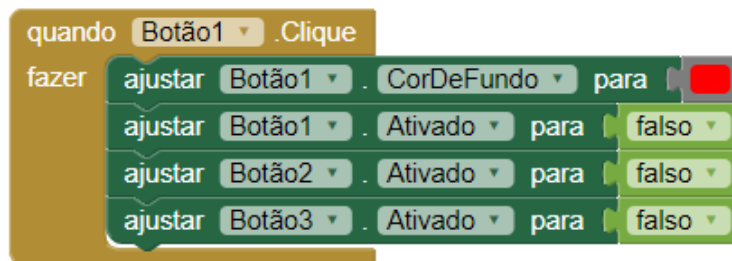 quando Botão1 .Clique
fazer ajustar Botão1 . CorDeFundo para
ajustar Botão1 . Ativado para falso
ajustar Botão2 . Ativado para falso
ajustar Botão3 . Ativado para falso